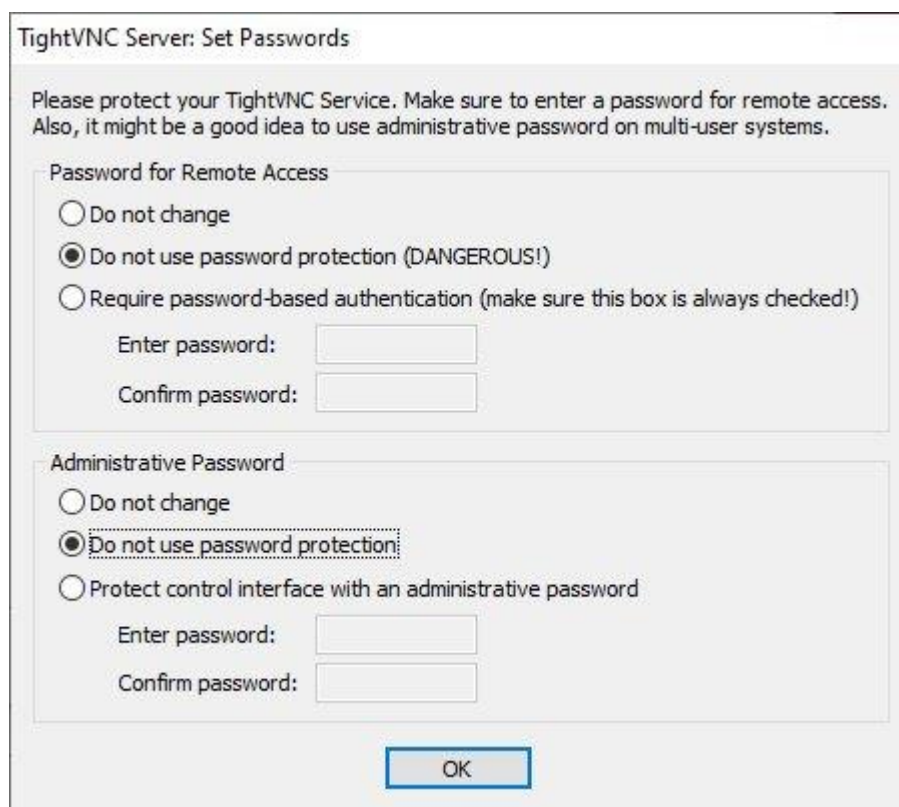 TightVNC Server: Set Passwords
Please protect your TightVNC Service. Make sure to enter a password for remote access.
Also, it might be a good idea to use administrative password on multi-user systems.
Password for Remote Access
Do not change
Do not use password protection (DANGEROUS!)
Require password-based authentication (make sure this box is always checked!)
Enter password:
Confirm password:
Administrative Password
Do not change
Do not use password protection
Protect control interface with an administrative password
Enter password:
Confirm password:
OK